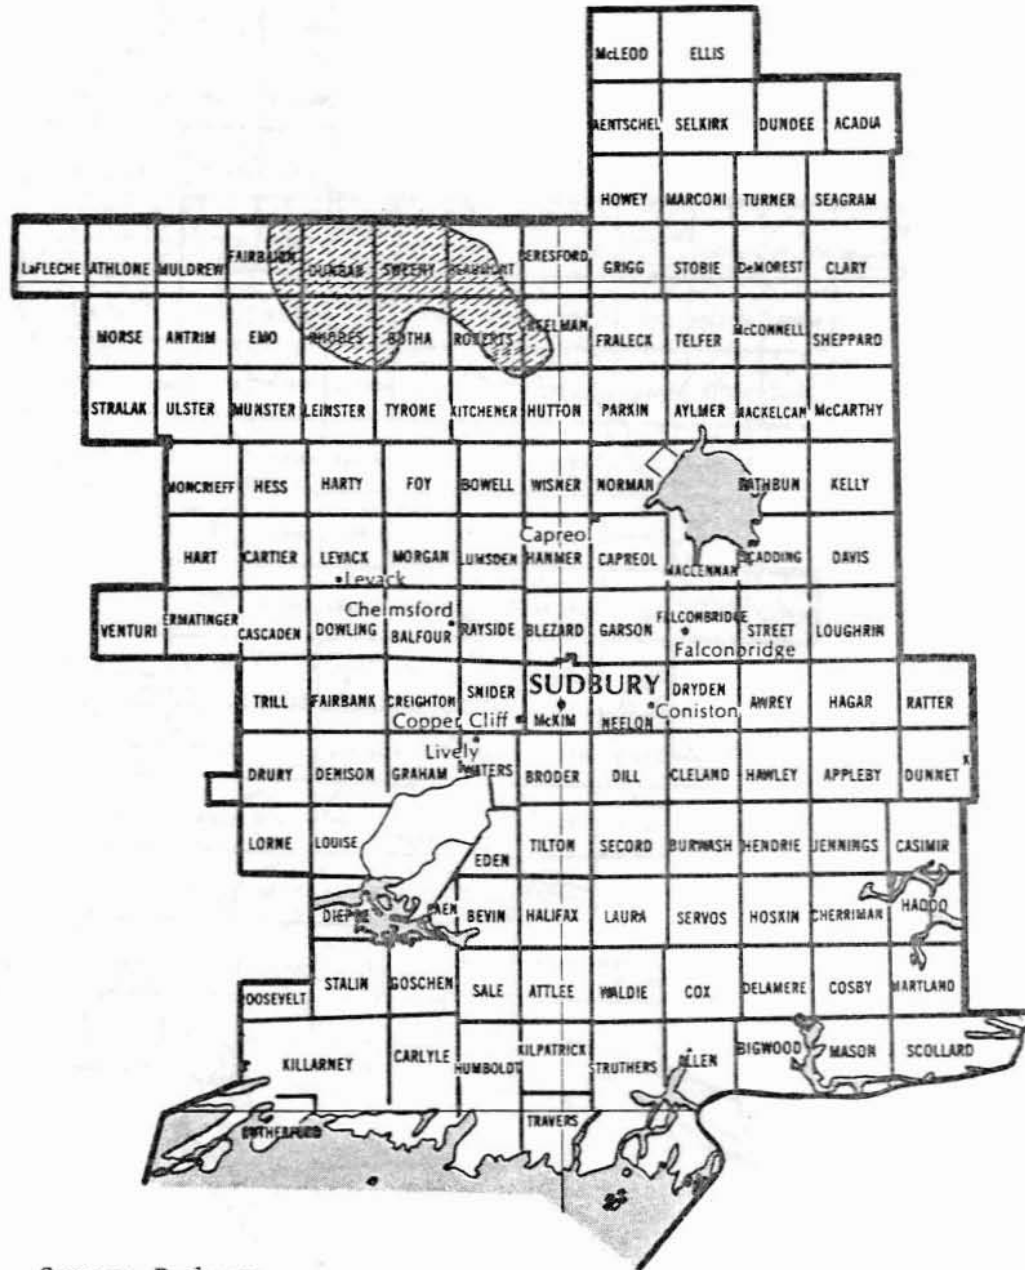 McLEOD ELLIS
SELKIRK DUNDEE ACADIA
HOWEY MARCONI TURNER SEAGRAM
LaFLECHE ATHLONE MULDREW FAIRBAIRN DUNBAR SWEENY BEAUMONT BERESFORD GRIGG STOBIE DeMOREST CLARY
MORSE ANTRIM EMO RHODES BOTHA ROBERTS FRALECK TELFER McCONNELL SHEPPARD
STRALAK ULSTER MUNSTER LEINSTER TYRONE KITCHENER HUTTON PARKIN AYLMER MACKELCAN McCARTHY
MONCRIEFF HESS HARTY FOY BOWELL WISNER NORMAN RATHBUN KELLY
Capreol
HART CARTIER LEVACK MORGAN LUMSDEN HANMER CAPREOL MACLENNAN SCADDING DAVIS
Levack
Chelmsford
VENTURI ERMATINGER CASCADEN DOWLING BALFOUR RAYSIDE BLEZARD GARSON FALCONBRIDGE STREET LOUGHRIN
Falconbridge
TRILL FAIRBANK CREIGHTON SNIDER SUDBURY DRYDEN AWREY HAGAR RATTER
Copper Cliff McKIM NEELON Coniston
Lively
DRURY DENISON GRAHAM WATERS BRODER DILL CLELAND HAWLEY APPLEBY DUNNET x
LORNE LOUISE EDEN TILTON SECORD BURWASH HENDRIE JENNINGS CASIMIR
DIEPPE BEVIN HALIFAX LAURA SERVOS HOSKIN CHERRIMAN HADDO
ROOSEVELT STALIN GOSCHEN SALE ATTLEE WALDIE COX DELAMERE COSBY MARTLAND
KILLARNEY CARLYLE HUMBOLDT KILPATRICK STRUTHERS ALLEN BIGWOOD MASON SCOLLARD
RUTHERFORD TRAVERS